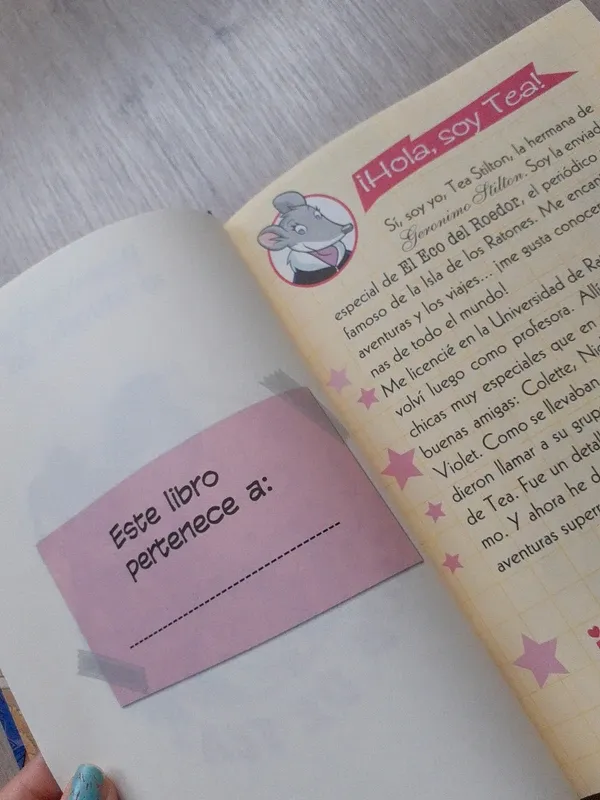 Este libro
pertenece a:
¡Hola, soy Tea!
Sí, soy yo, Tea Stilton, la hermana de
Geronimo Stilton. Soy la enviad
especial de El Eco del Roedor, el periódico
famoso de la Isla de los Ratones. Me encan
aventuras y los viajes... ¡me gusta conocer
nas de todo el mundo!
Me licencié en la Universidad de Ra
volví luego como profesora. Allí
chicas muy especiales que en
buenas amigas: Colette, Nic
Violet. Como se llevaban
dieron llamar a su grup
de Tea. Fue un detall
mo. Y ahora he d
aventuras superr